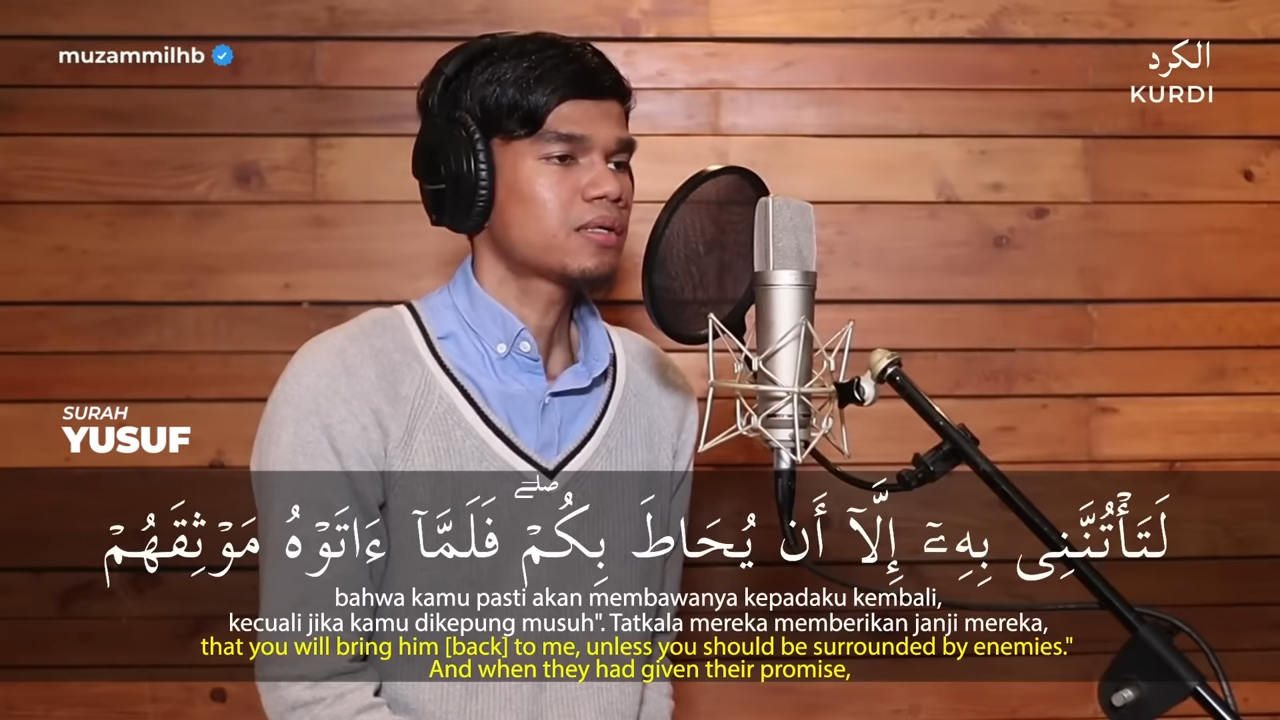 muzammilhb
الكرد
KURDI
SURAH
YUSUF
لَتَأْتُنَّنِى بِهِۦٓ إِلَّآ أَن يُحَاطَ بِكُمْ ۖ فَلَمَّآ ءَاتَوْهُ مَوْثِقَهُمْ
bahwa kamu pasti akan membawanya kepadaku kembali,
kecuali jika kamu dikepung musuh". Tatkala mereka memberikan janji mereka,
that you will bring him [back] to me, unless you should be surrounded by enemies."
And when they had given their promise,